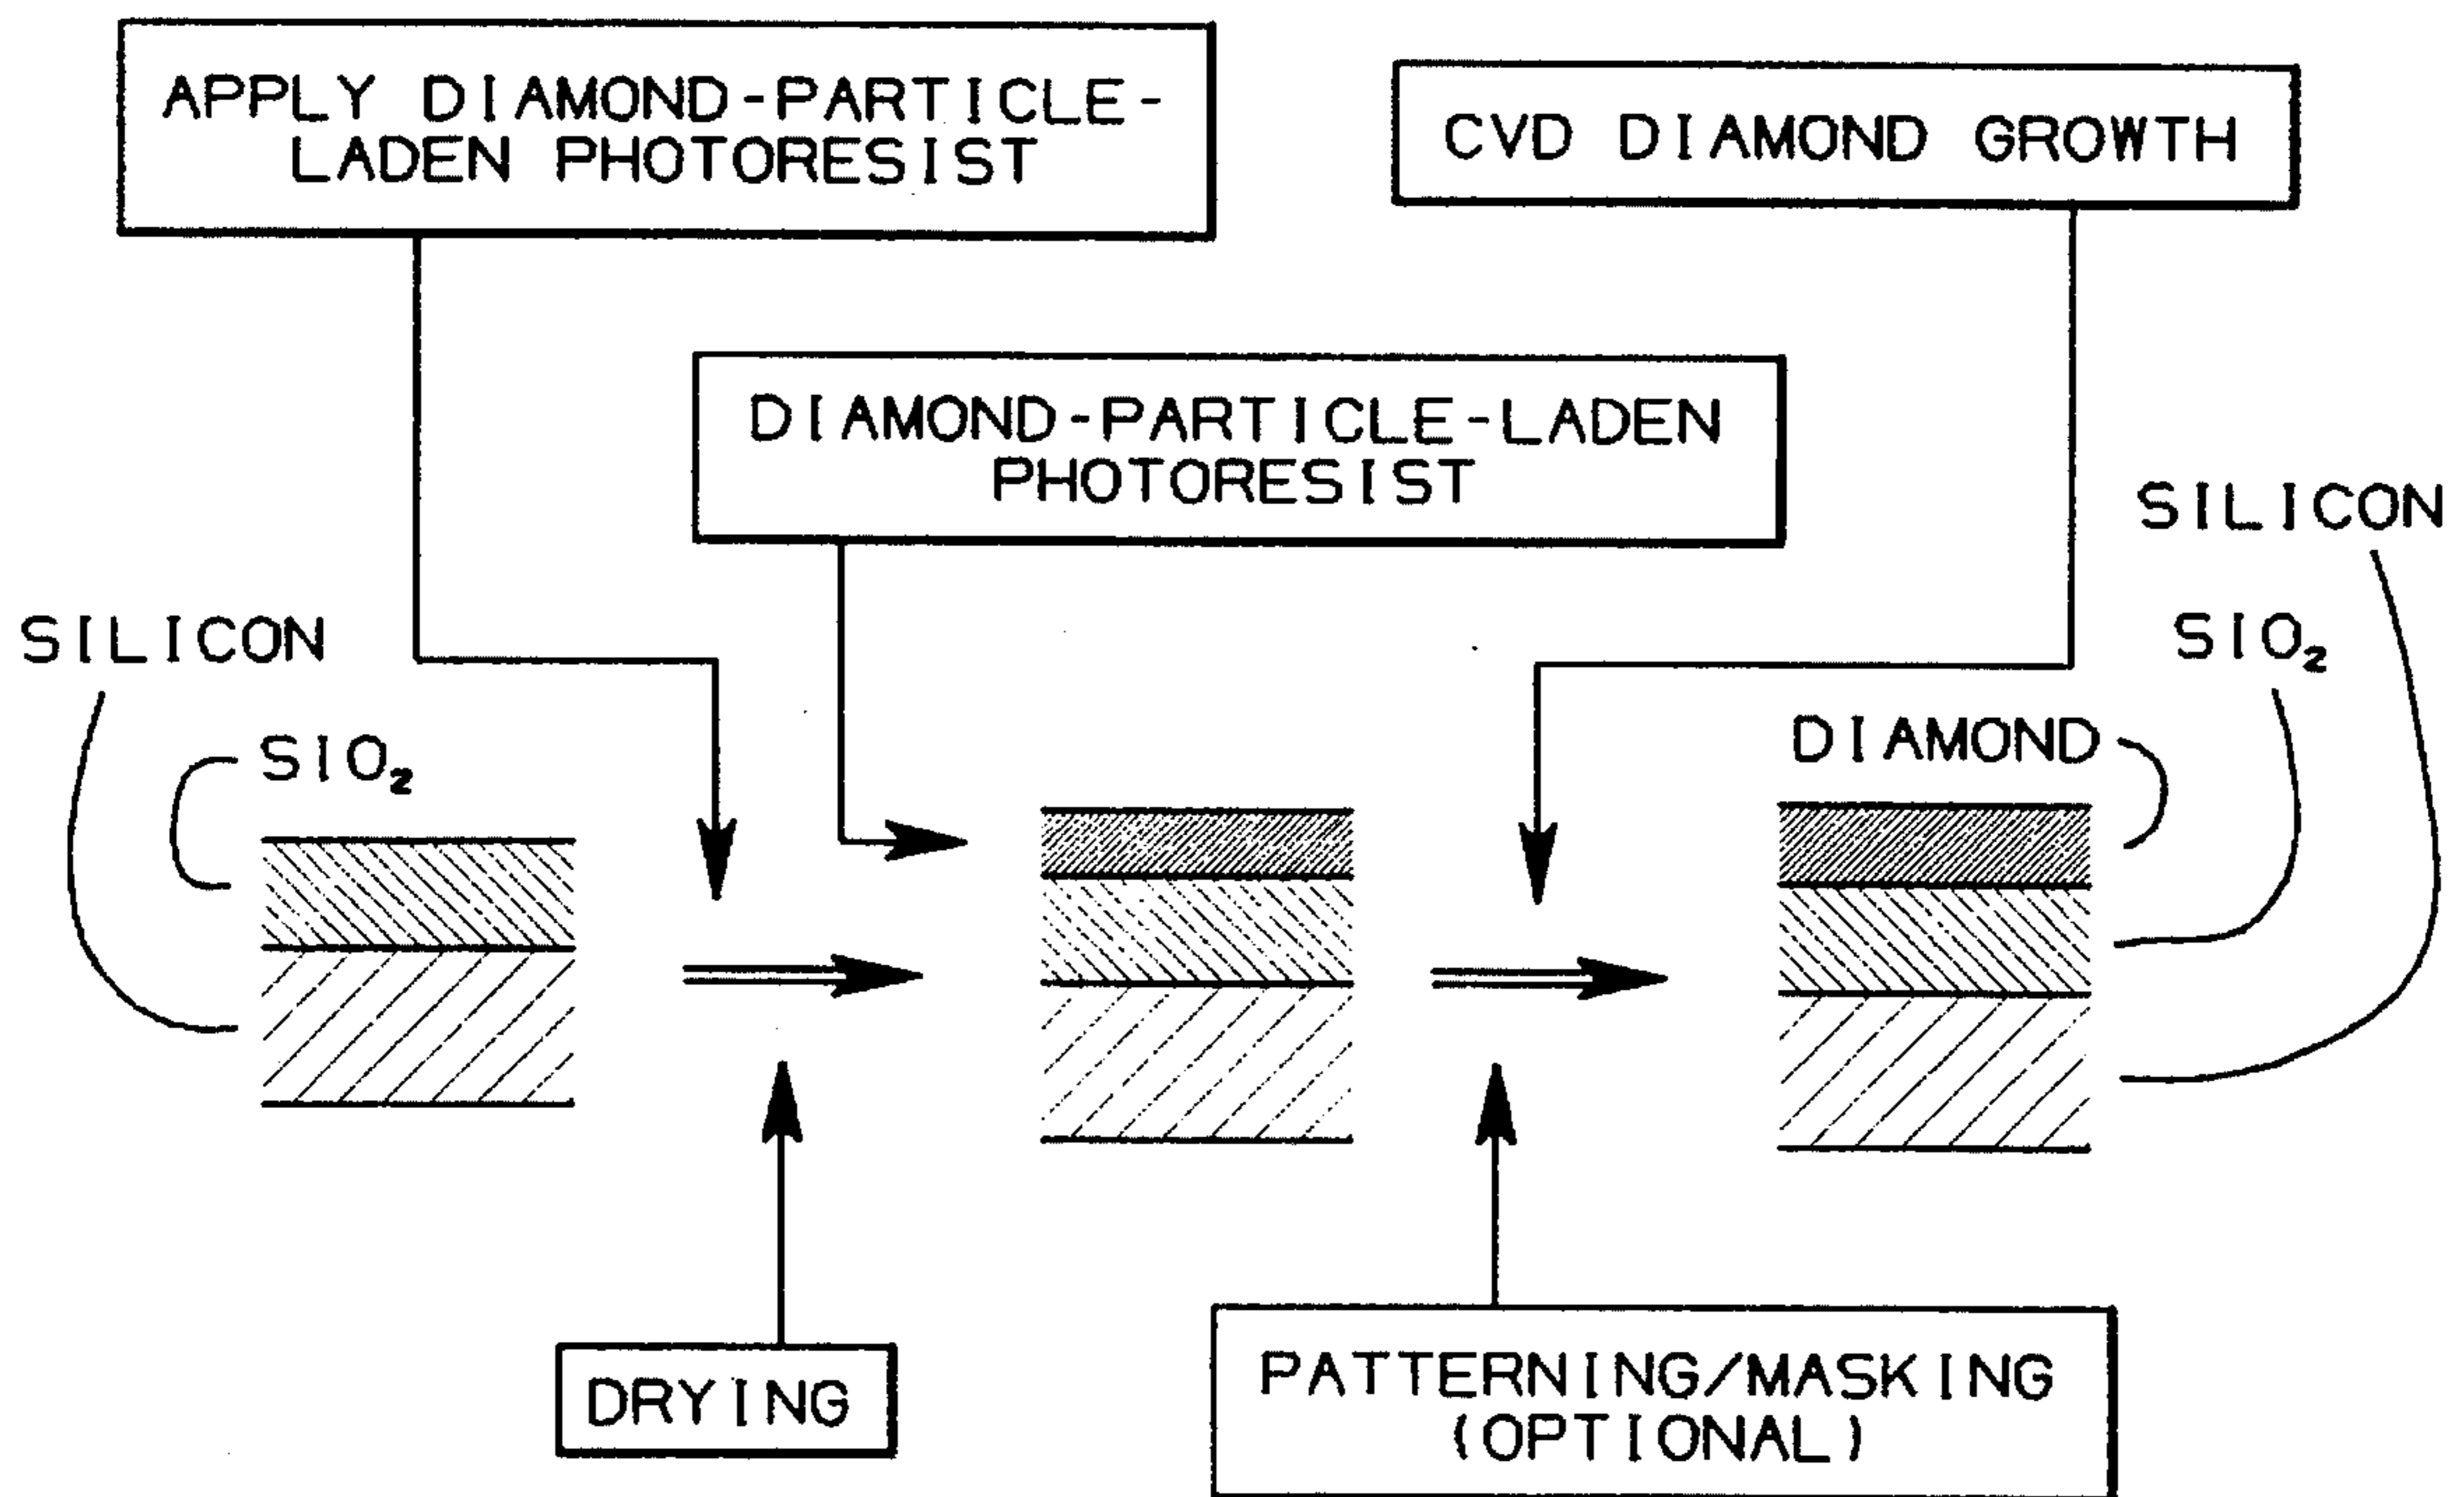 APPLY DIAMOND-PARTICLE-
LADEN PHOTORESIST
CVD DIAMOND GROWTH
DIAMOND-PARTICLE-LADEN
PHOTORESIST
SILICON
SIO₂
SILICON
SIO₂
DIAMOND
DRYING
PATTERNING/MASKING
(OPTIONAL)